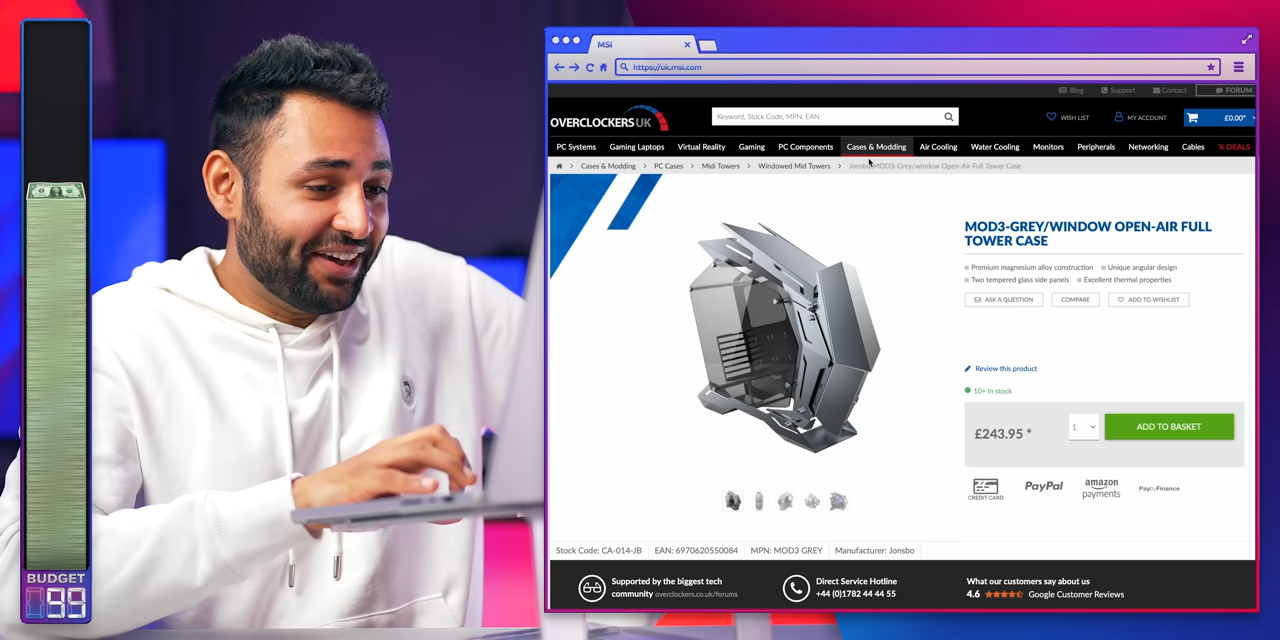 MSi
https://uk.msi.com
Blog
Support
Contact
FORUM
OVERCLOCKERS UK
Keyword, Stock Code, MPN, EAN
WISH LIST
MY ACCOUNT
£0.00*
PC Systems
Gaming Laptops
Virtual Reality
Gaming
PC Components
Cases & Modding
Air Cooling
Water Cooling
Monitors
Peripherals
Networking
Cables
% DEALS
Cases & Modding
PC Cases
Midi Towers
Windowed Mid Towers
Jonsbo MOD3-Grey/window Open-Air Full Tower Case
MOD3-GREY/WINDOW OPEN-AIR FULL
TOWER CASE
Premium magnesium alloy construction
Unique angular design
Two tempered glass side panels
Excellent thermal properties
ASK A QUESTION
COMPARE
ADD TO WISHLIST
Review this product
10+ In stock
£243.95 *
1
ADD TO BASKET
CREDIT CARD
PayPal
amazon
payments
Stock Code: CA-014-JB
EAN: 6970620550084
MPN: MOD3 GREY
Manufacturer: Jonsbo
Supported by the biggest tech
community overclockers.co.uk/forums
Direct Service Hotline
+44 (0)1782 44 44 55
What our customers say about us
4.6
Google Customer Reviews
BUDGET